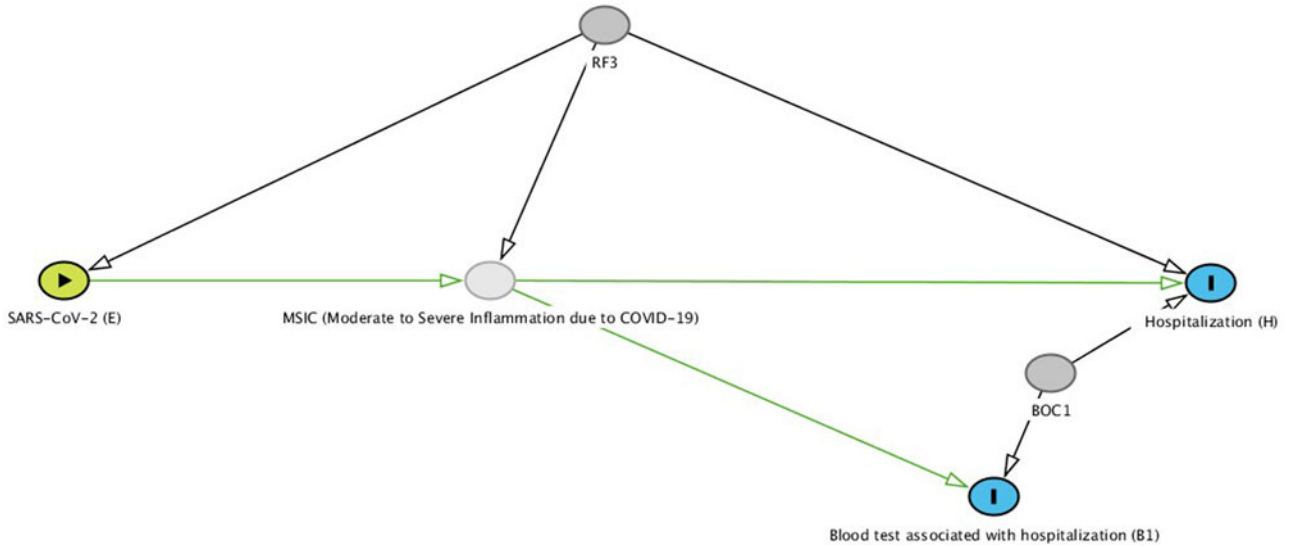 RF3
SARS-CoV-2 (E)
MSIC (Moderate to Severe Inflammation due to COVID-19)
Hospitalization (H)
BOC1
Blood test associated with hospitalization (B1)